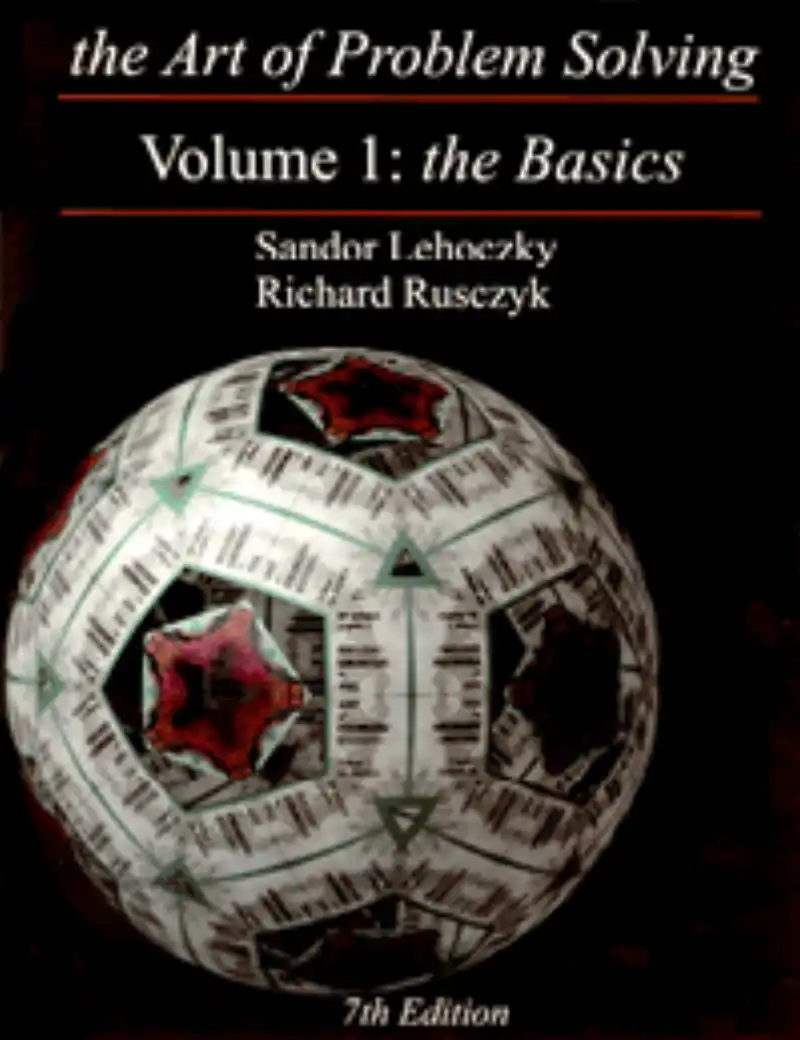 the Art of Problem Solving
Volume 1: the Basics
Sandor Lehoczky
Richard Rusczyk
7th Edition